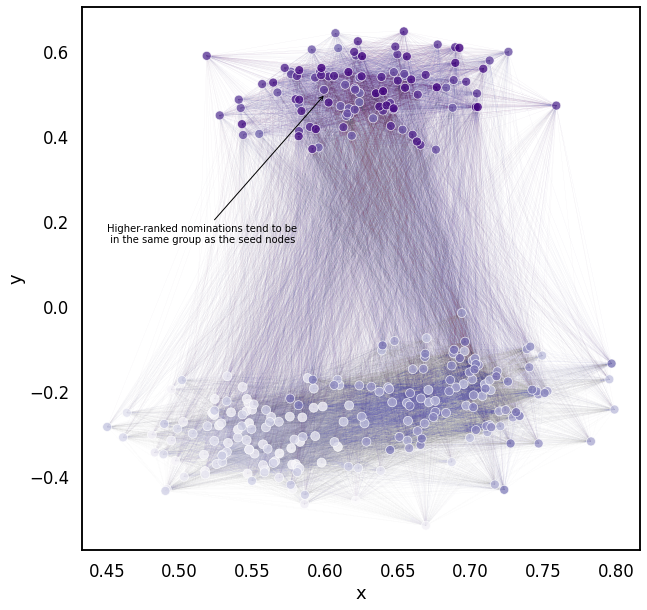 0.6
0.4
0.2
0.0
−0.2
−0.4
y
Higher-ranked nominations tend to be
in the same group as the seed nodes
0.45 0.50 0.55 0.60 0.65 0.70 0.75 0.80
x